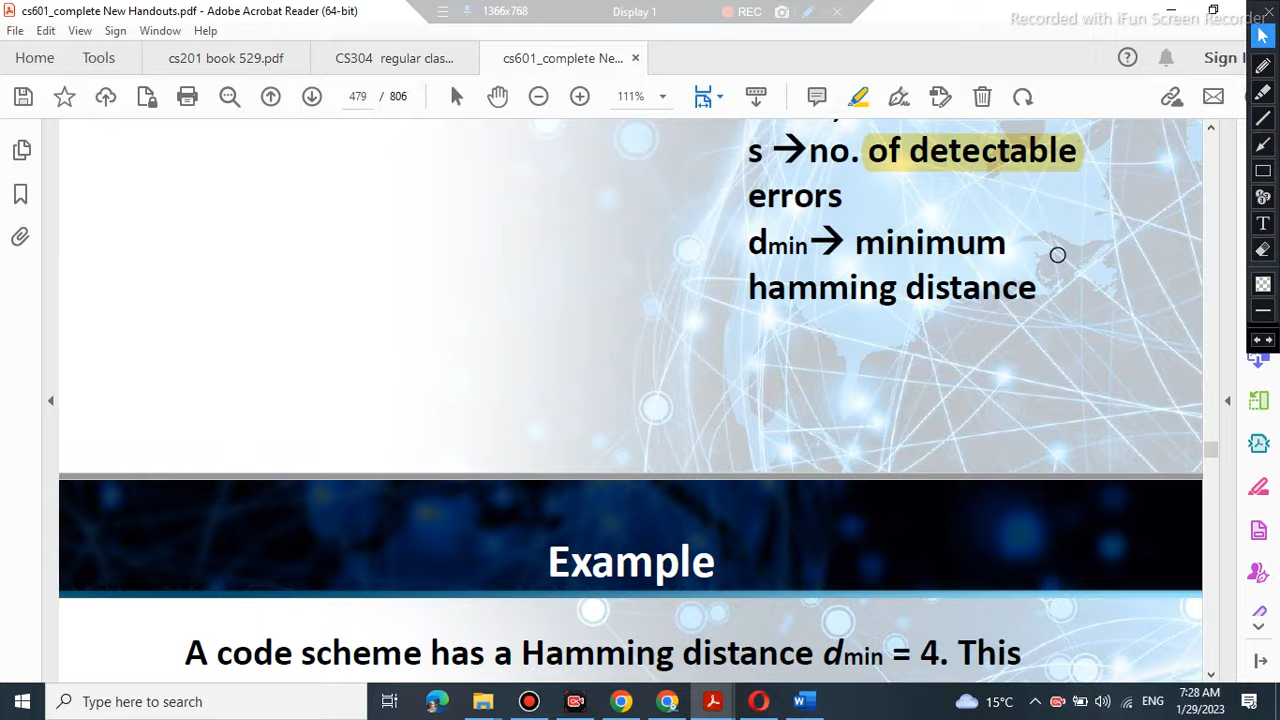 cs601_complete New Handouts.pdf - Adobe Acrobat Reader (64-bit)
1366x768
Display 1
REC
Recorded with iFun Screen Recorder
File Edit View Sign Window Help
Home Tools cs201 book 529.pdf CS304 regular clas... cs601_complete Ne... × Sign I
479 / 806 111%
s →no. of detectable
errors
dmin→ minimum
hamming distance
Example
A code scheme has a Hamming distance dmin = 4. This
Type here to search 15°C ENG 7:28 AM
1/29/2023